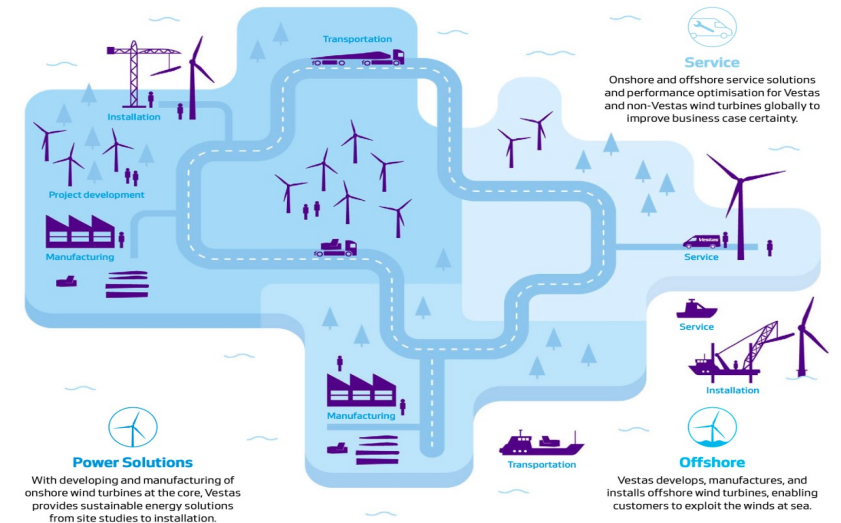 Transportation
Service
Onshore and offshore service solutions
and performance optimisation for Vestas
and non-Vestas wind turbines globally to
improve business case certainty.
Installation
Project development
Manufacturing
Vestas
Service
Service
Installation
Manufacturing
Transportation
Power Solutions
With developing and manufacturing of
onshore wind turbines at the core, Vestas
provides sustainable energy solutions
from site studies to installation.
Offshore
Vestas develops, manufactures, and
installs offshore wind turbines, enabling
customers to exploit the winds at sea.